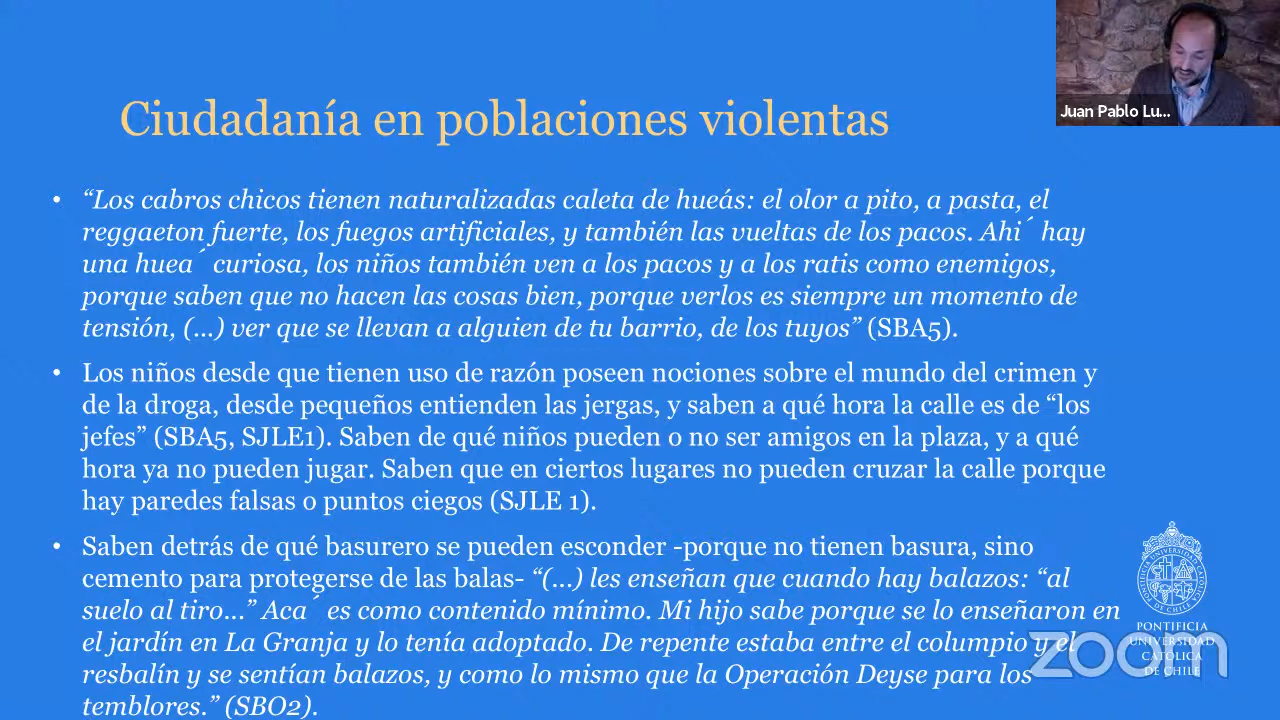 Juan Pablo Lu...
Ciudadanía en poblaciones violentas
• “Los cabros chicos tienen naturalizadas caleta de hueás: el olor a pito, a pasta, el
reggaeton fuerte, los fuegos artificiales, y también las vueltas de los pacos. Ahi´ hay
una huea´ curiosa, los niños también ven a los pacos y a los ratis como enemigos,
porque saben que no hacen las cosas bien, porque verlos es siempre un momento de
tensión, (...) ver que se llevan a alguien de tu barrio, de los tuyos” (SBA5).
• Los niños desde que tienen uso de razón poseen nociones sobre el mundo del crimen y
de la droga, desde pequeños entienden las jergas, y saben a qué hora la calle es de “los
jefes” (SBA5, SJLE1). Saben de qué niños pueden o no ser amigos en la plaza, y a qué
hora ya no pueden jugar. Saben que en ciertos lugares no pueden cruzar la calle porque
hay paredes falsas o puntos ciegos (SJLE 1).
• Saben detrás de qué basurero se pueden esconder -porque no tienen basura, sino
cemento para protegerse de las balas- “(...) les enseñan que cuando hay balazos: “al
suelo al tiro...” Aca´ es como contenido mínimo. Mi hijo sabe porque se lo enseñaron en
el jardín en La Granja y lo tenía adoptado. De repente estaba entre el columpio y el
resbalín y se sentían balazos, y como lo mismo que la Operación Deyse para los
temblores.” (SBO2).
PONTIFICIA
UNIVERSIDAD
CATÓLICA
DE CHILE
zoom